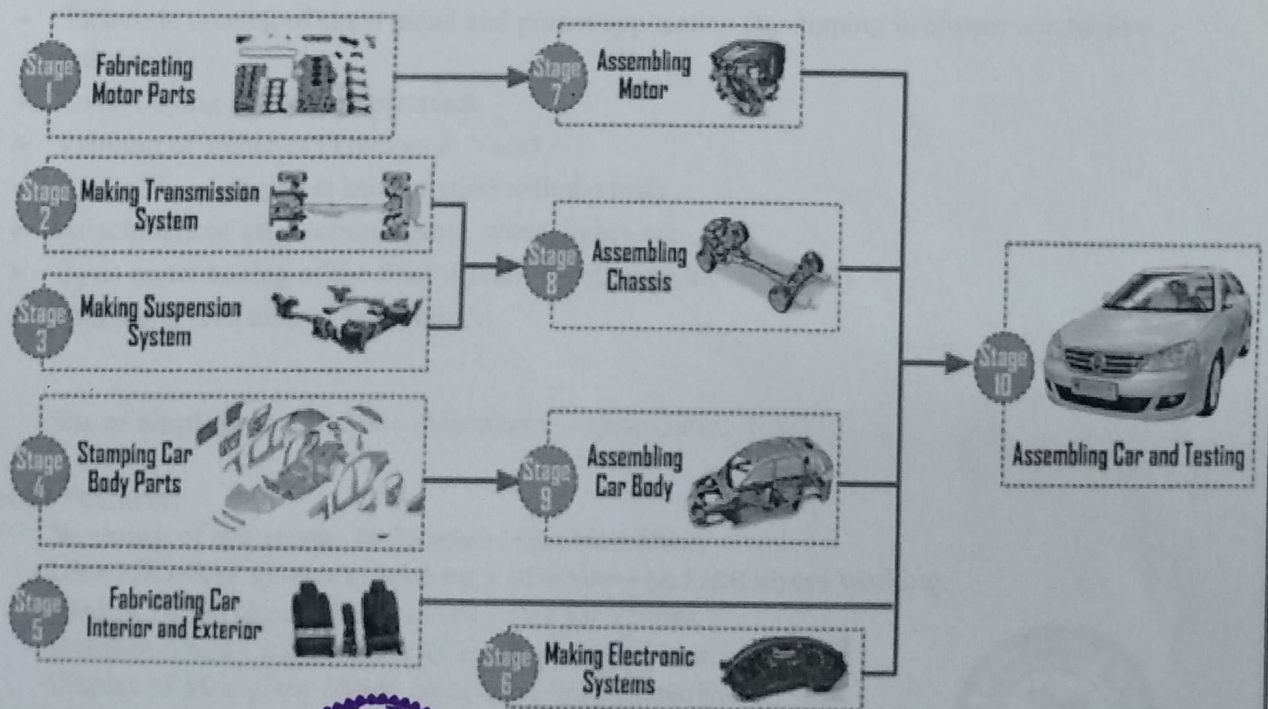 Stage
1
Fabricating
Motor Parts
Stage
7
Assembling
Motor
Stage
2
Making Transmission
System
Stage
3
Making Suspension
System
Stage
8
Assembling
Chassis
Stage
4
Stamping Car
Body Parts
Stage
9
Assembling
Car Body
Stage
10
Assembling Car and Testing
Stage
5
Fabricating Car
Interior and Exterior
Stage
6
Making Electronic
Systems